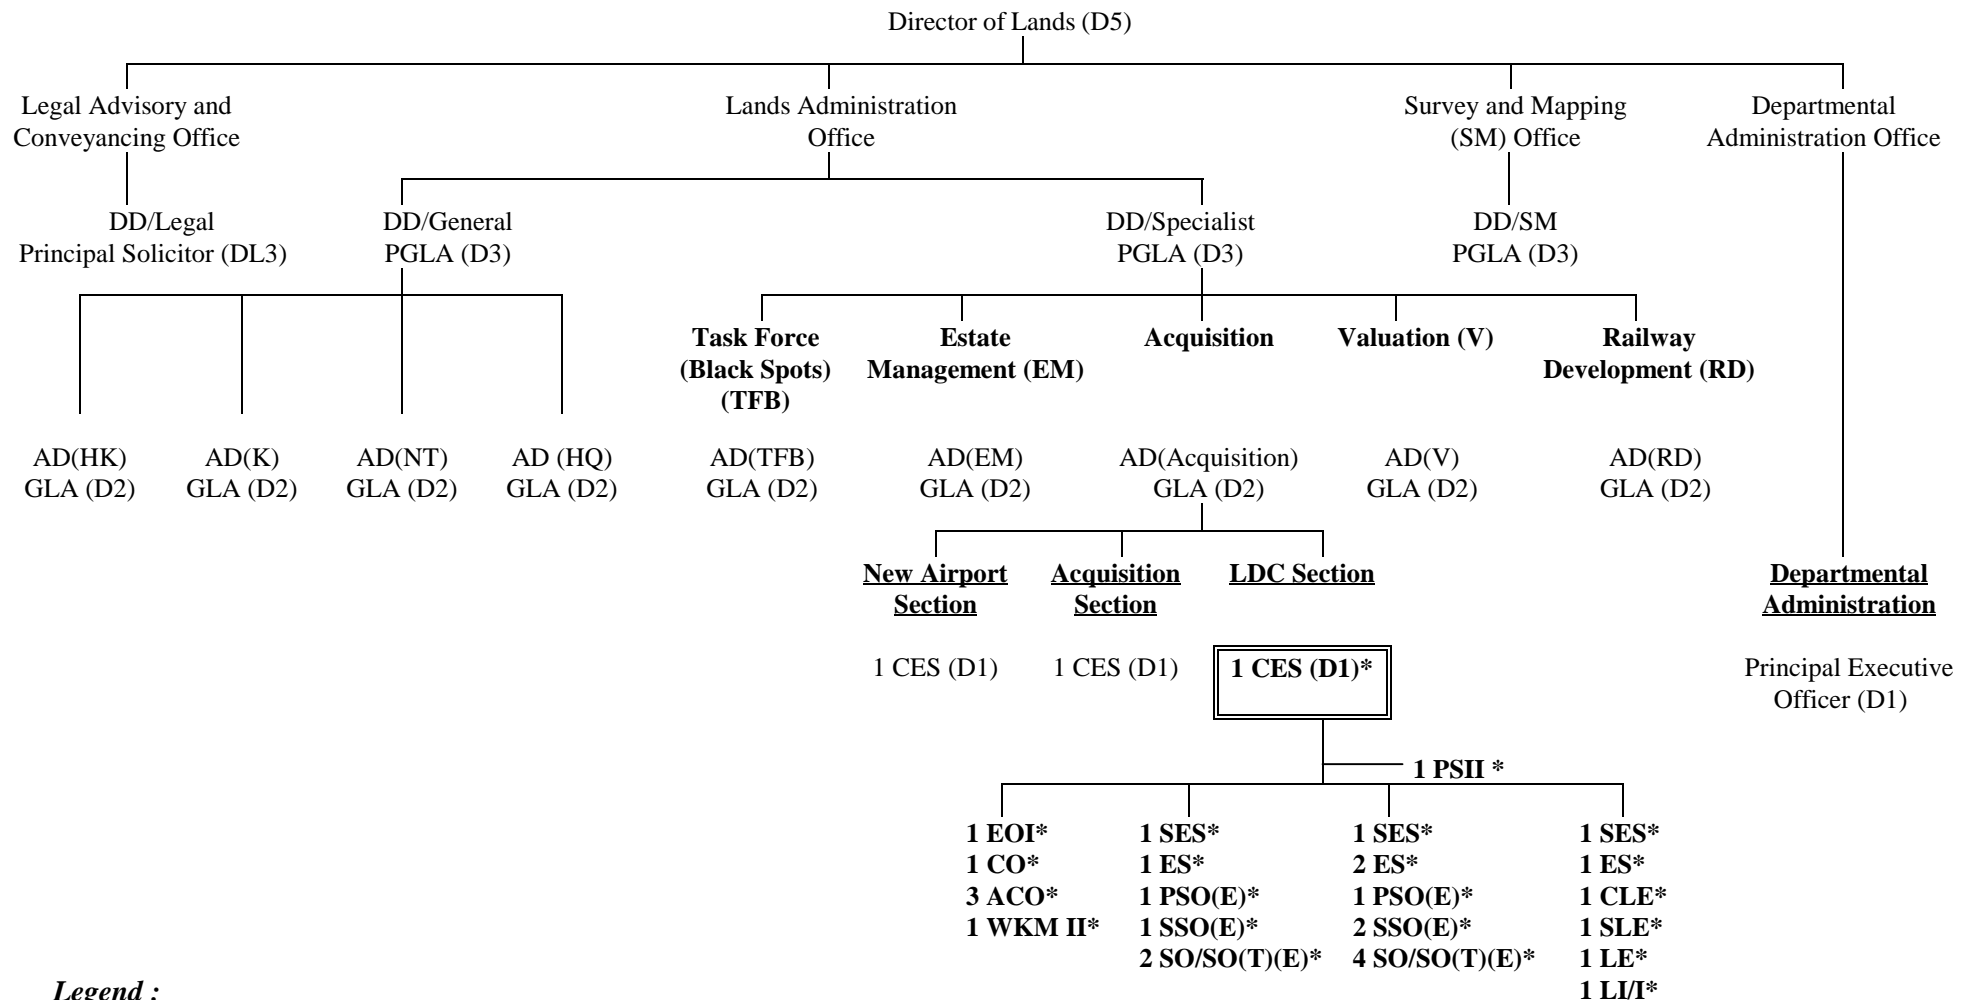 Director of Lands (D5)
Legal Advisory and
Conveyancing Office
Lands Administration
Office
Survey and Mapping
(SM) Office
Departmental
Administration Office
DD/Legal
Principal Solicitor (DL3)
DD/General
PGLA (D3)
DD/Specialist
PGLA (D3)
DD/SM
PGLA (D3)
Task Force
(Black Spots)
(TFB)
Estate
Management (EM)
Acquisition
Valuation (V)
Railway
Development (RD)
AD(HK)
GLA (D2)
AD(K)
GLA (D2)
AD(NT)
GLA (D2)
AD (HQ)
GLA (D2)
AD(TFB)
GLA (D2)
AD(EM)
GLA (D2)
AD(Acquisition)
GLA (D2)
AD(V)
GLA (D2)
AD(RD)
GLA (D2)
New Airport
Section
Acquisition
Section
LDC Section
Departmental
Administration
1 CES (D1)
1 CES (D1)
1 CES (D1)*
Principal Executive
Officer (D1)
1 PSII *
1 EOI*
1 CO*
3 ACO*
1 WKM II*
1 SES*
1 ES*
1 PSO(E)*
1 SSO(E)*
2 SO/SO(T)(E)*
1 SES*
2 ES*
1 PSO(E)*
2 SSO(E)*
4 SO/SO(T)(E)*
1 SES*
1 ES*
1 CLE*
1 SLE*
1 LE*
1 LI/I*
Legend :